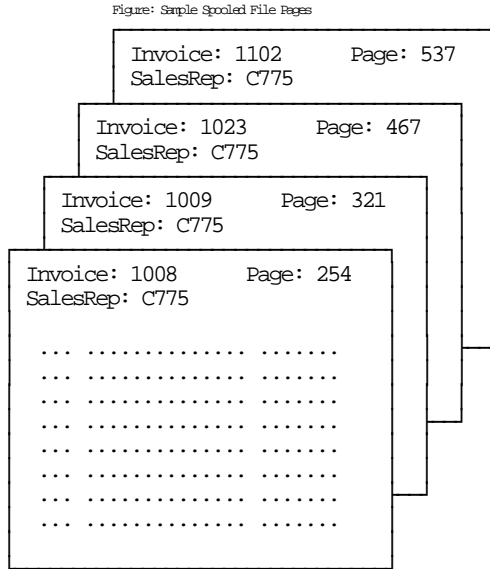 Figure: Sample Spooled File Pages
Invoice: 1102 Page: 537
SalesRep: C775
Invoice: 1023 Page: 467
SalesRep: C775
Invoice: 1009 Page: 321
SalesRep: C775
Invoice: 1008 Page: 254
SalesRep: C775
... .............. .......
... .............. .......
... .............. .......
... .............. .......
... .............. .......
... .............. .......
... .............. .......
... .............. .......